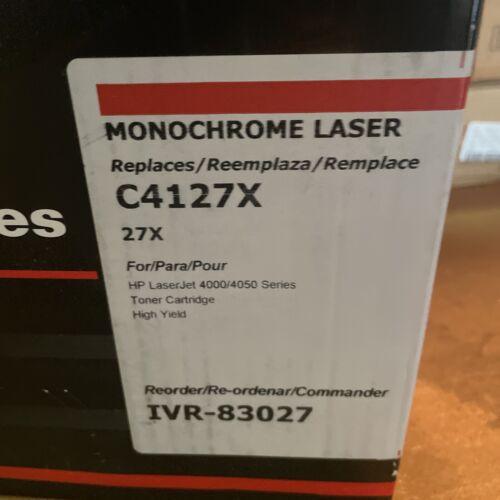 MONOCHROME LASER
Replaces/Reemplaza/Remplace
C4127X
27X
For/Para/Pour
HP LaserJet 4000/4050 Series
Toner Cartridge
High Yield
es
Reorder/Re-ordenar/Commander
IVR-83027